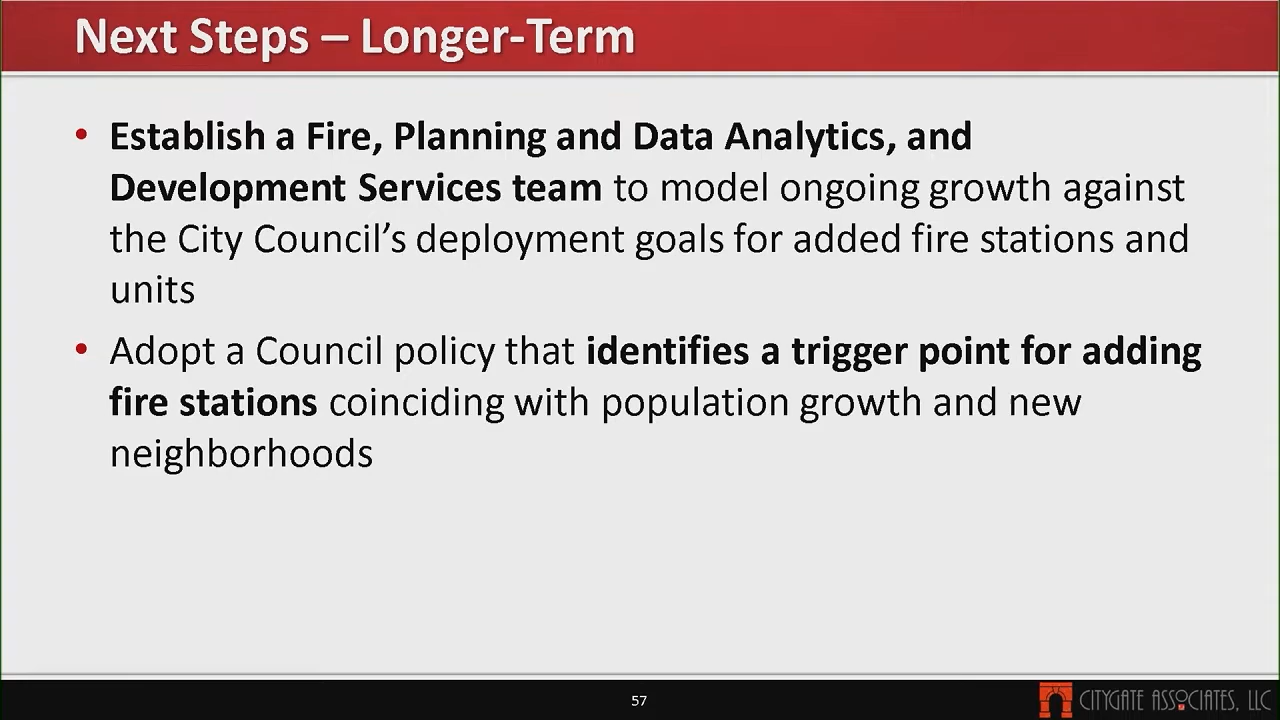 Next Steps – Longer-Term
• Establish a Fire, Planning and Data Analytics, and
Development Services team to model ongoing growth against
the City Council’s deployment goals for added fire stations and
units
• Adopt a Council policy that identifies a trigger point for adding
fire stations coinciding with population growth and new
neighborhoods
57
CITYGATE ASSOCIATES, LLC